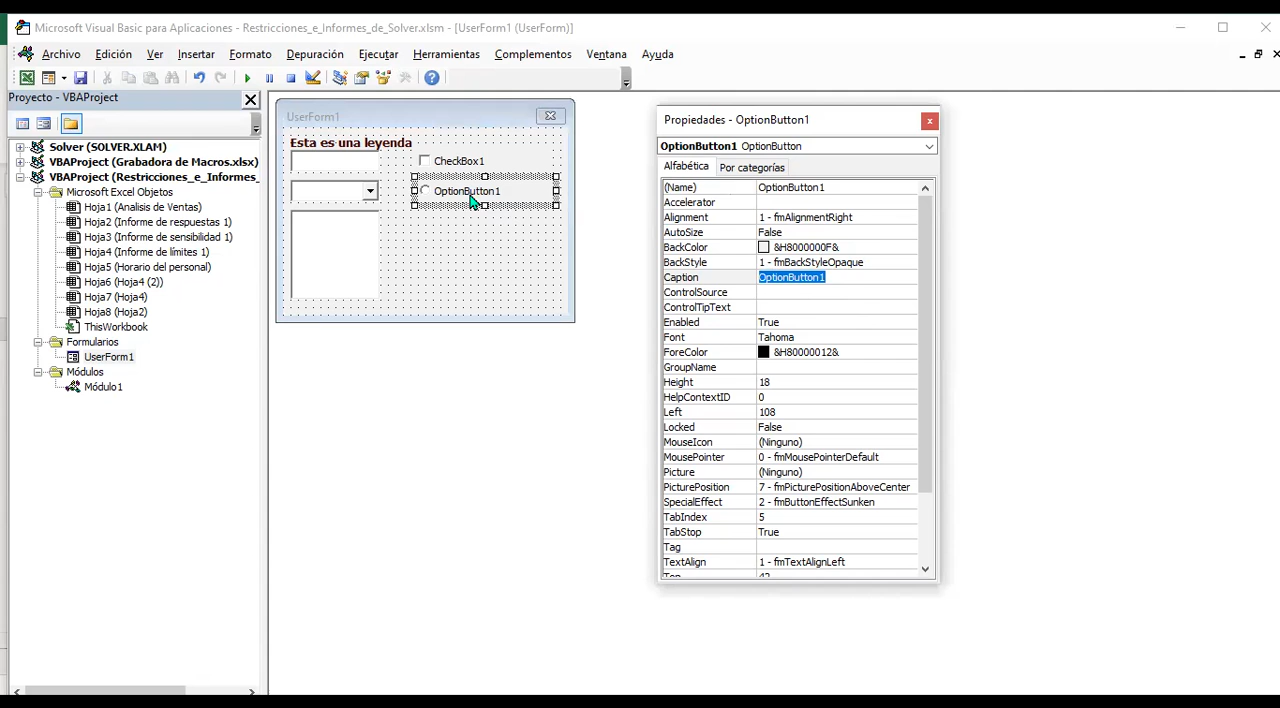 Microsoft Visual Basic para Aplicaciones - Restricciones_e_Informes_de_Solver.xlsm - [UserForm1 (UserForm)]
Archivo Edición Ver Insertar Formato Depuración Ejecutar Herramientas Complementos Ventana Ayuda
Proyecto - VBAProject
Solver (SOLVER.XLAM)
VBAProject (Grabadora de Macros.xlsx)
VBAProject (Restricciones_e_Informes_
Microsoft Excel Objetos
Hoja1 (Analisis de Ventas)
Hoja2 (Informe de respuestas 1)
Hoja3 (Informe de sensibilidad 1)
Hoja4 (Informe de límites 1)
Hoja5 (Horario del personal)
Hoja6 (Hoja4 (2))
Hoja7 (Hoja4)
Hoja8 (Hoja2)
ThisWorkbook
Formularios
UserForm1
Módulos
Módulo1
UserForm1
Esta es una leyenda
CheckBox1
OptionButton1
Propiedades - OptionButton1
OptionButton1 OptionButton
Alfabética Por categorías
(Name) OptionButton1
Accelerator
Alignment 1 - fmAlignmentRight
AutoSize False
BackColor &H8000000F&
BackStyle 1 - fmBackStyleOpaque
Caption OptionButton1
ControlSource
ControlTipText
Enabled True
Font Tahoma
ForeColor &H80000012&
GroupName
Height 18
HelpContextID 0
Left 108
Locked False
MouseIcon (Ninguno)
MousePointer 0 - fmMousePointerDefault
Picture (Ninguno)
PicturePosition 7 - fmPicturePositionAboveCenter
SpecialEffect 2 - fmButtonEffectSunken
TabIndex 5
TabStop True
Tag
TextAlign 1 - fmTextAlignLeft
Top 42